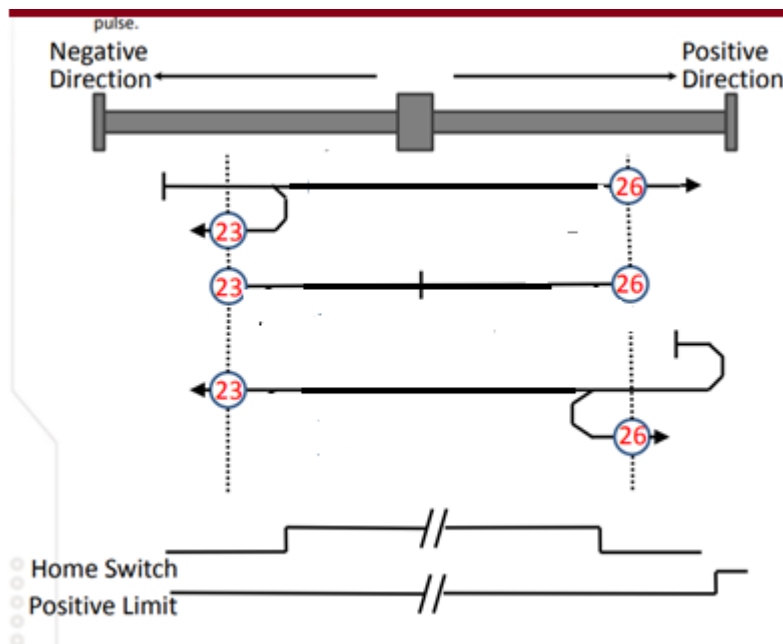 pulse.
Negative
Direction
Positive
Direction
26
23
23
26
23
26
Home Switch
Positive Limit